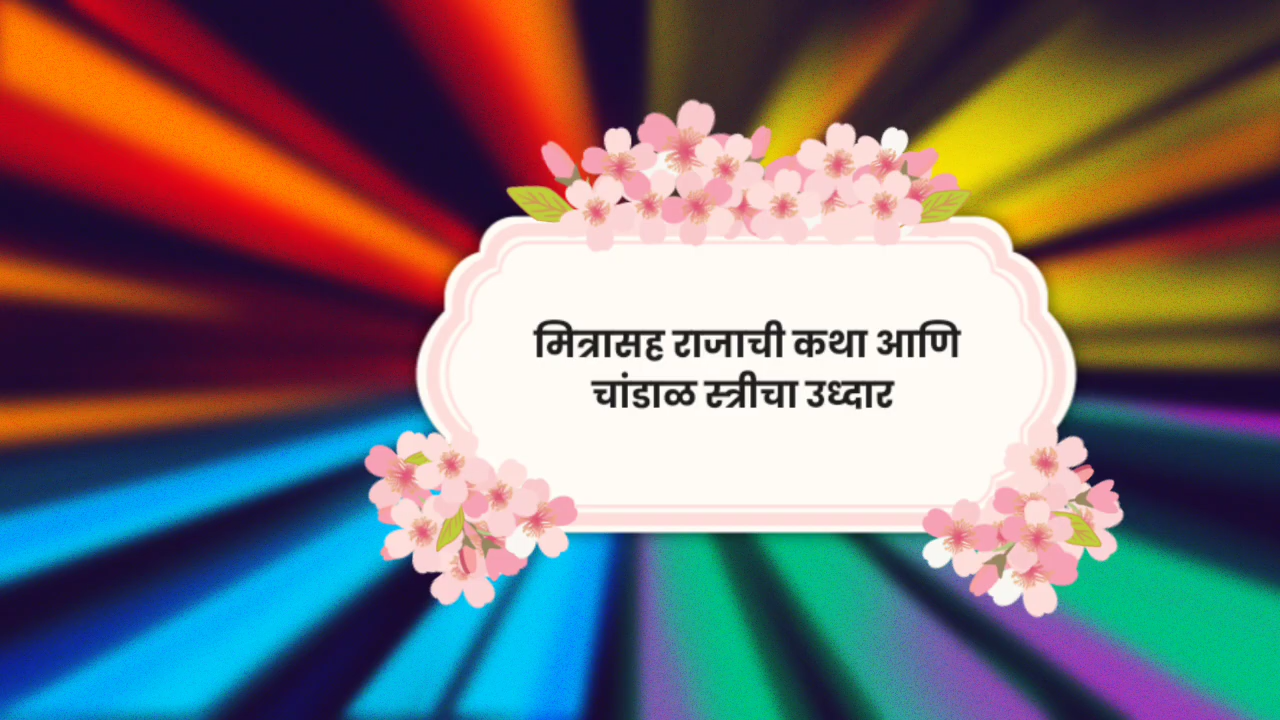 मित्रासह राजाची कथा आणि
चांडाळ स्त्रीचा उध्दार